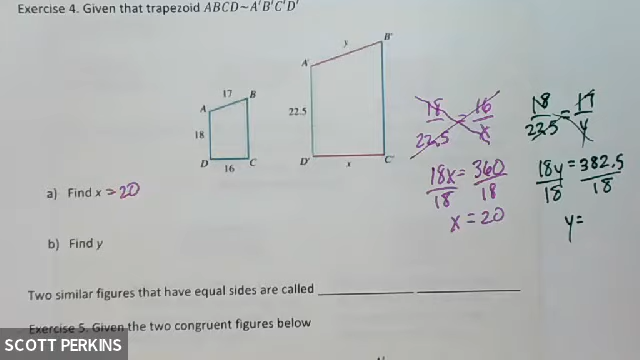 Exercise 4. Given that trapezoid ABCD~A'B'C'D'
y
B'
A'
22.5
D'
x
C'
17
A
B
18
D
16
C
18/22.5 = 16/x
18x = 360
18 18
x = 20
18/22.5 = 17/y
18y = 382.5
18 18
y=
a) Find x = 20
b) Find y
Two similar figures that have equal sides are called
Exercise 5. Given the two congruent figures below
SCOTT PERKINS